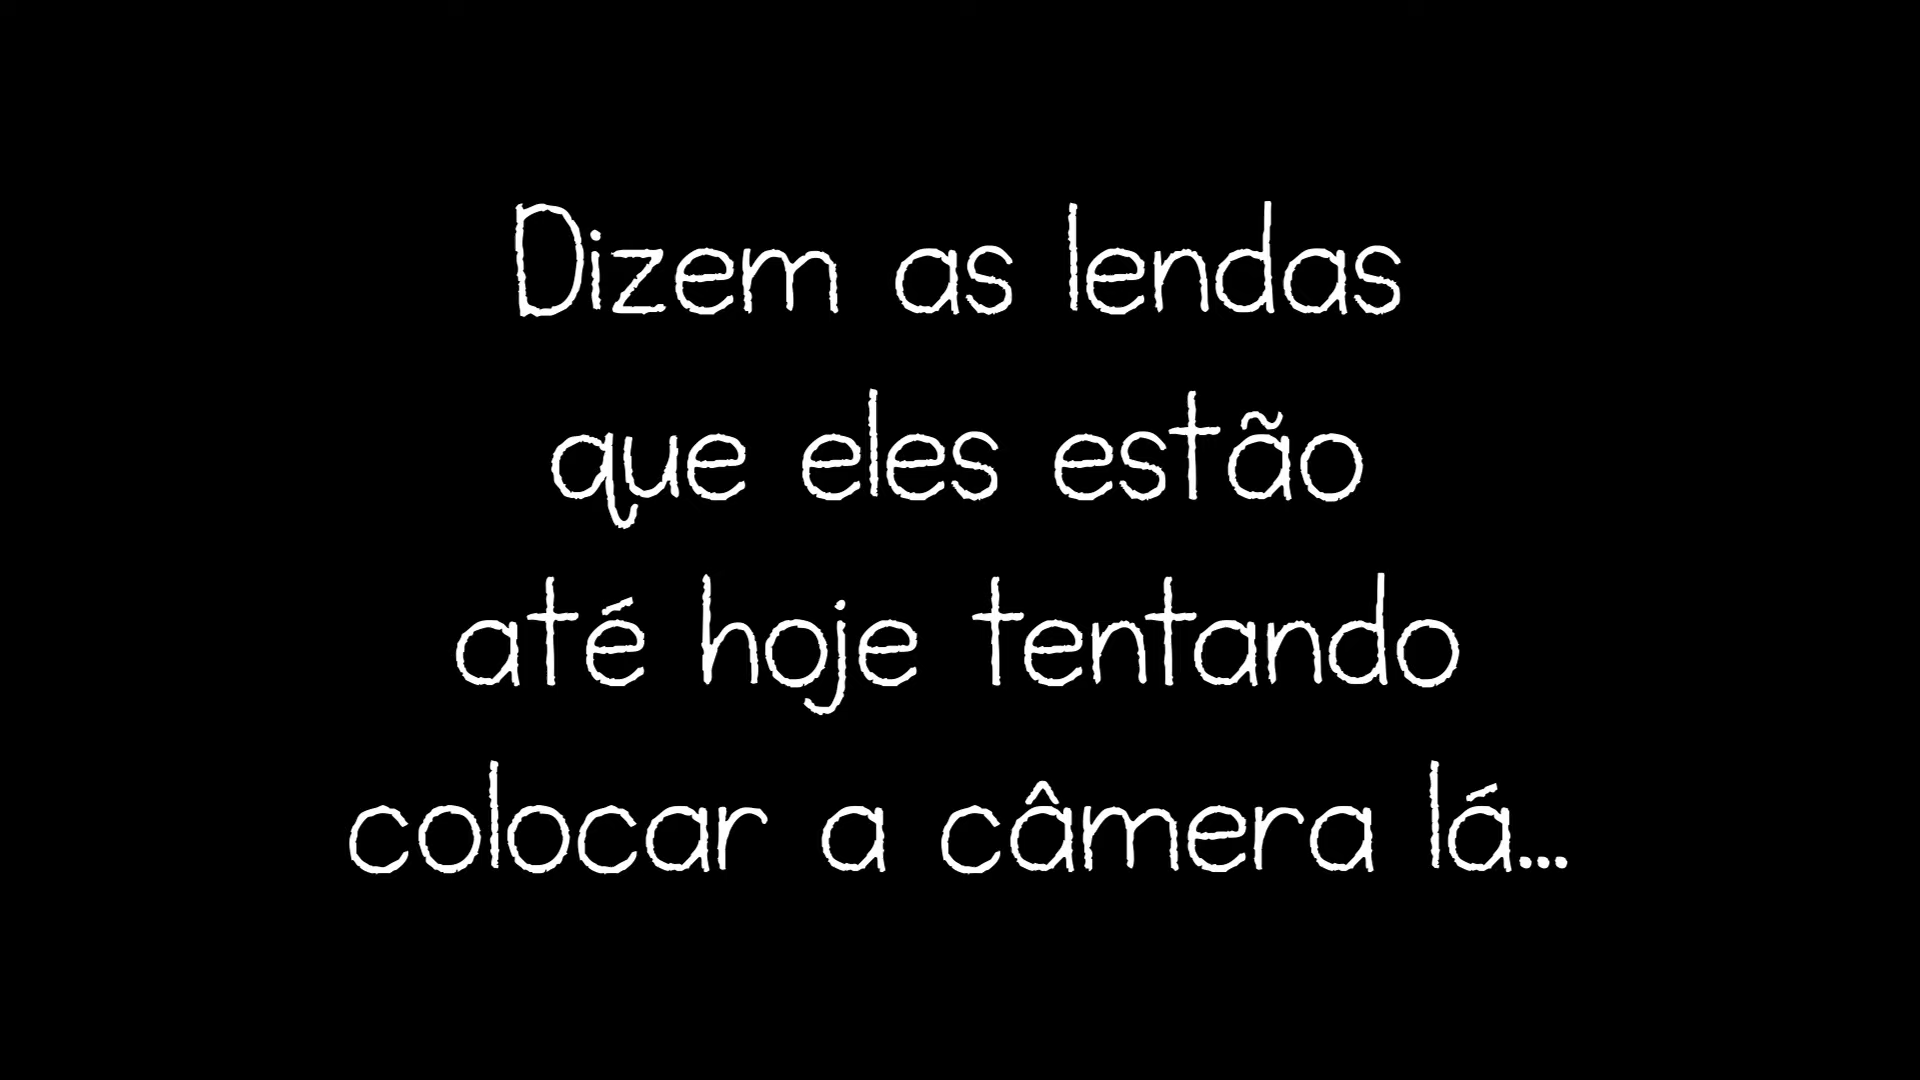 Dizem as lendas
que eles estão
até hoje tentando
colocar a câmera lá...